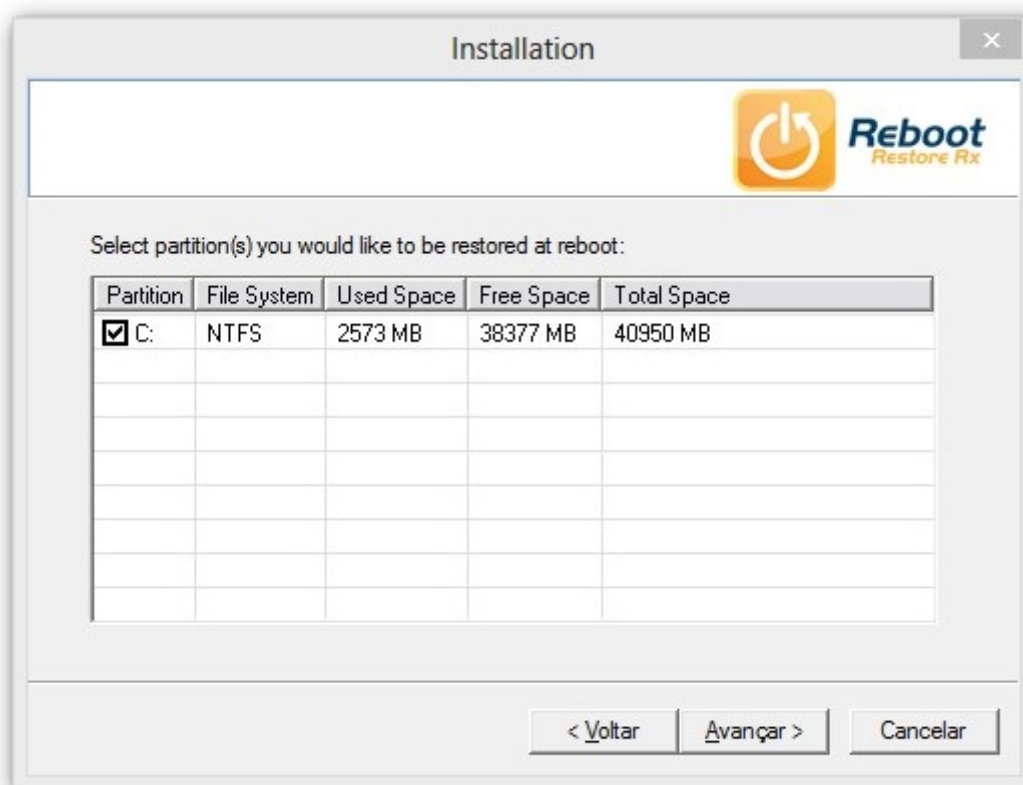 Installation
Reboot
Restore Rx
Select partition(s) you would like to be restored at reboot:
Partition File System Used Space Free Space Total Space
C: NTFS 2573 MB 38377 MB 40950 MB
< Voltar Avançar > Cancelar